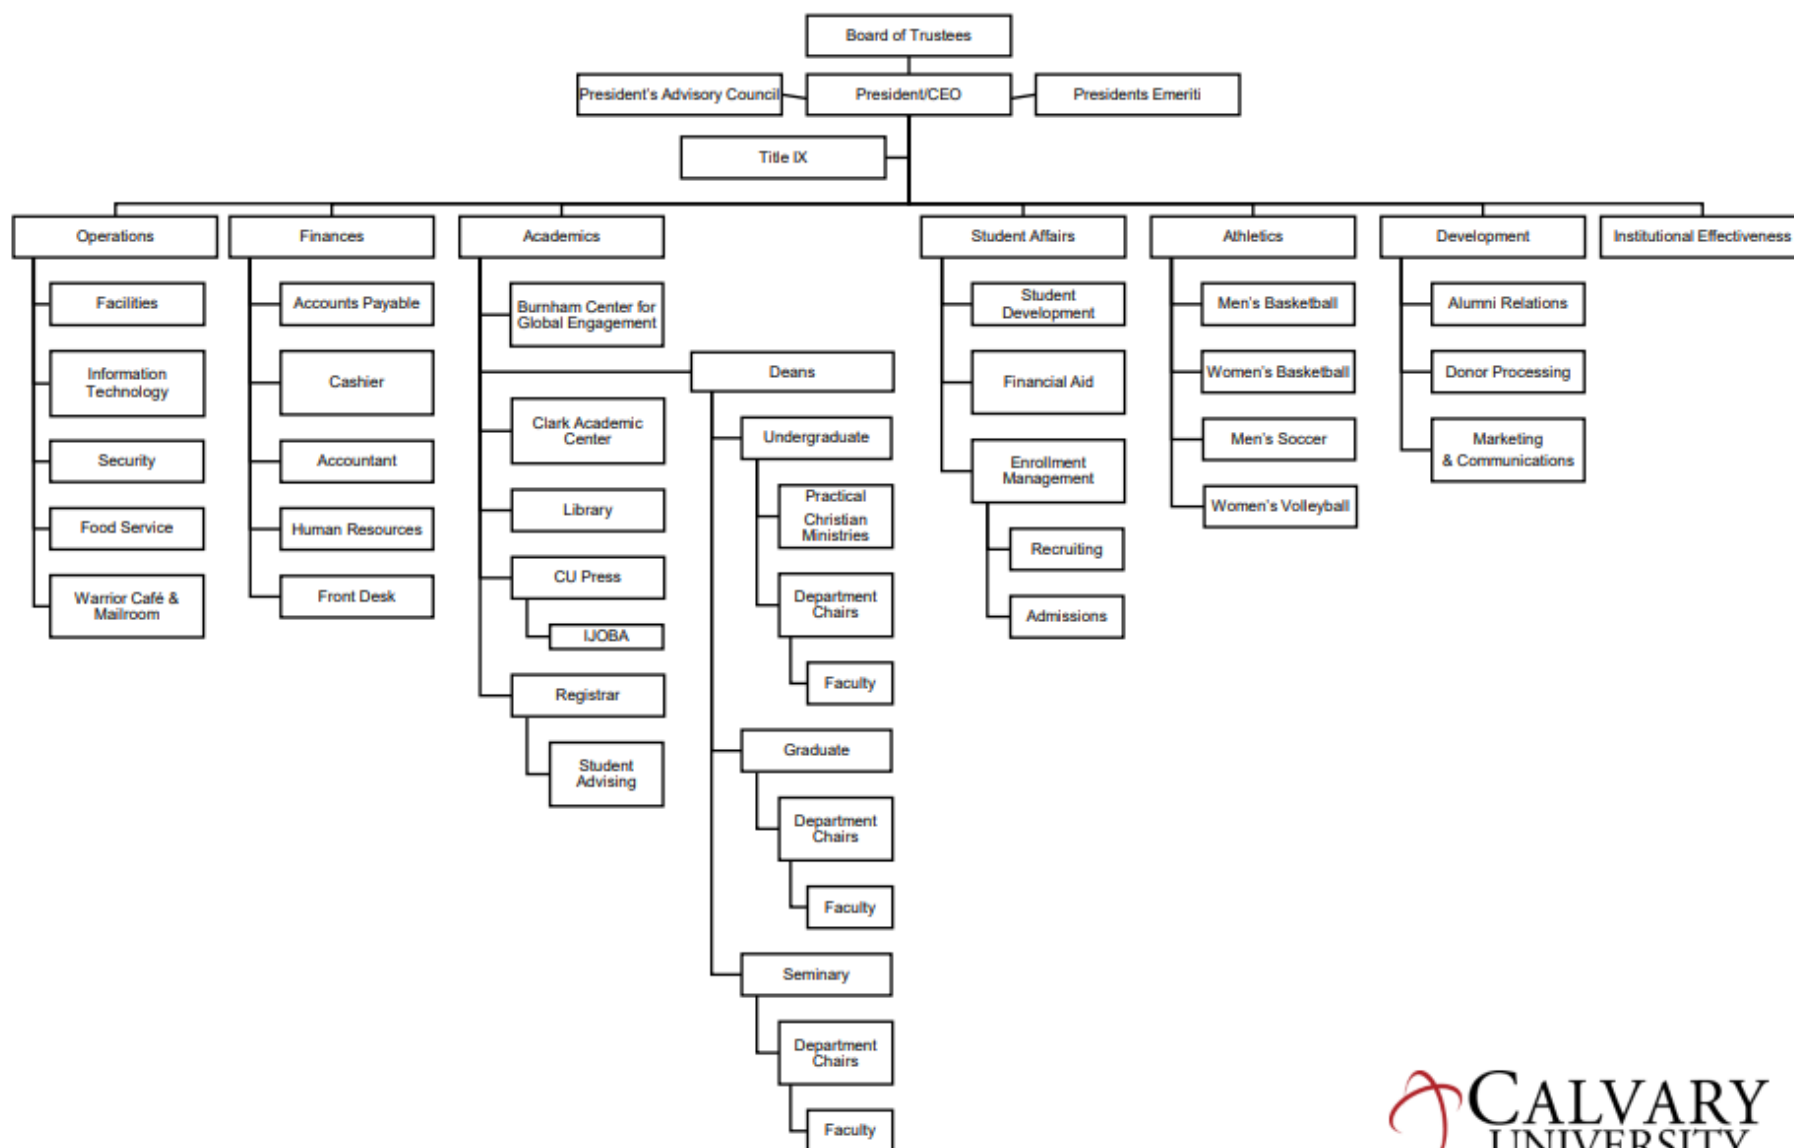 Board of Trustees
President's Advisory Council
President/CEO
Presidents Emeriti
Title IX
Operations
Finances
Academics
Student Affairs
Athletics
Development
Institutional Effectiveness
Facilities
Information
Technology
Security
Food Service
Warrior Café &
Mailroom
Accounts Payable
Cashier
Accountant
Human Resources
Front Desk
Burnham Center for
Global Engagement
Clark Academic
Center
Library
CU Press
IJOBA
Registrar
Student
Advising
Deans
Undergraduate
Practical
Christian
Ministries
Department
Chairs
Faculty
Graduate
Department
Chairs
Faculty
Seminary
Department
Chairs
Faculty
Student
Development
Financial Aid
Enrollment
Management
Recruiting
Admissions
Men's Basketball
Women's Basketball
Men's Soccer
Women's Volleyball
Alumni Relations
Donor Processing
Marketing
& Communications
CALVARY
UNIVERSITY